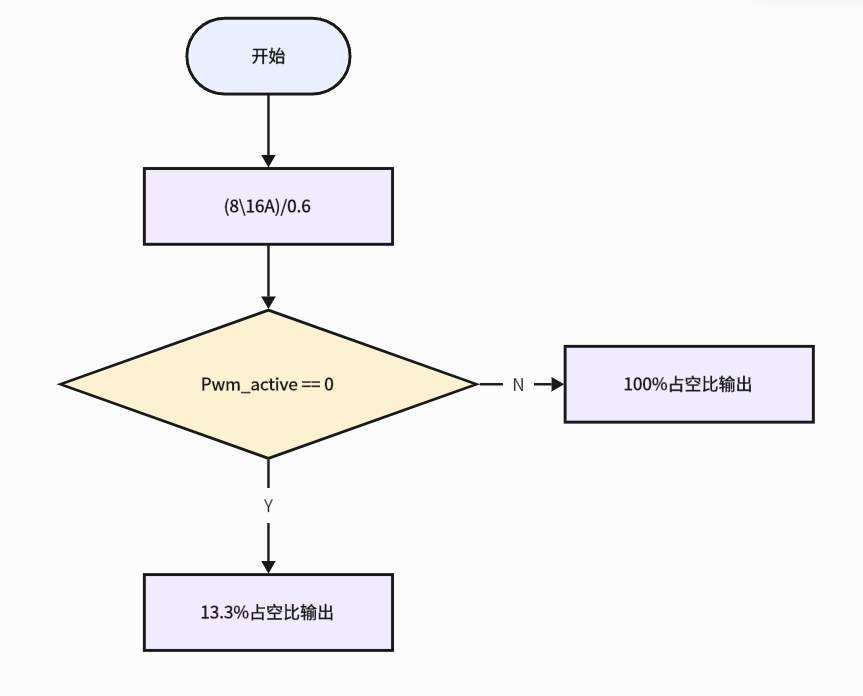 开始
(8\16A)/0.6
Pwm_active == 0
N
100%占空比输出
Y
13.3%占空比输出